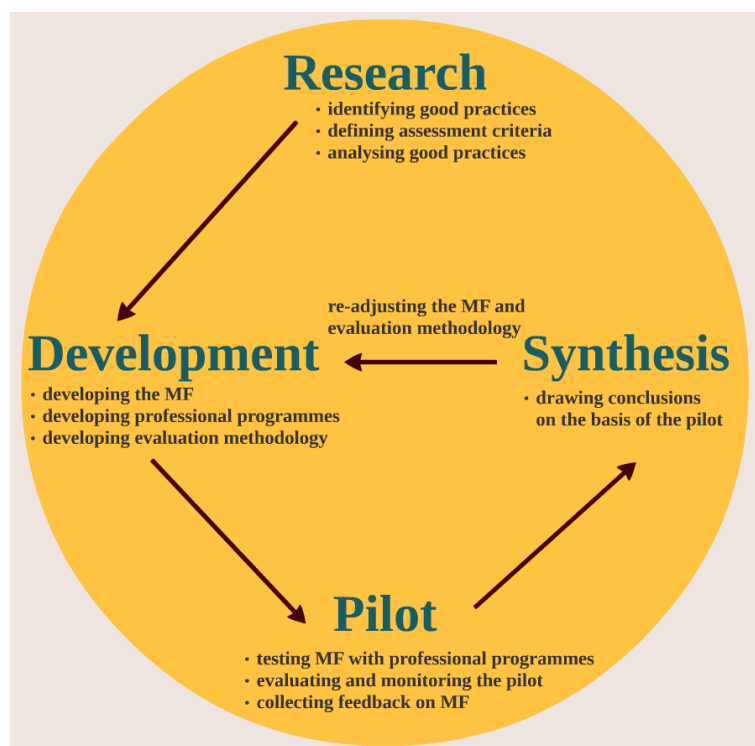 Research
· identifying good practices
· defining assessment criteria
· analysing good practices
re-adjusting the MF and
evaluation methodology
Development
· developing the MF
· developing professional programmes
· developing evaluation methodology
Synthesis
· drawing conclusions
on the basis of the pilot
Pilot
· testing MF with professional programmes
· evaluating and monitoring the pilot
· collecting feedback on MF